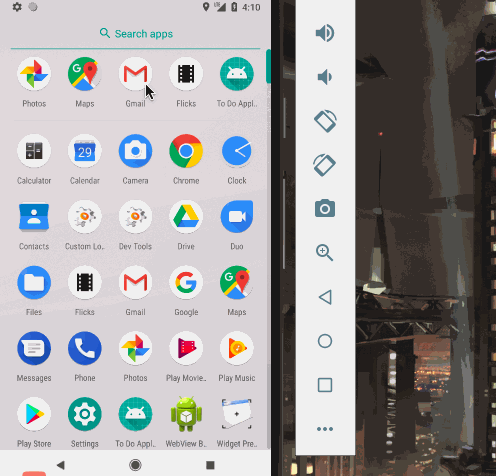 4:10
Search apps
Photos Maps Gmail Flicks To Do Appl..
Calculator Calendar Camera Chrome Clock
29
Contacts Custom Lo.. Dev Tools Drive Duo
Files Flicks Gmail Google Maps
Messages Phone Photos Play Movie.. Play Music
Play Store Settings To Do Appl.. WebView B.. Widget Pre..